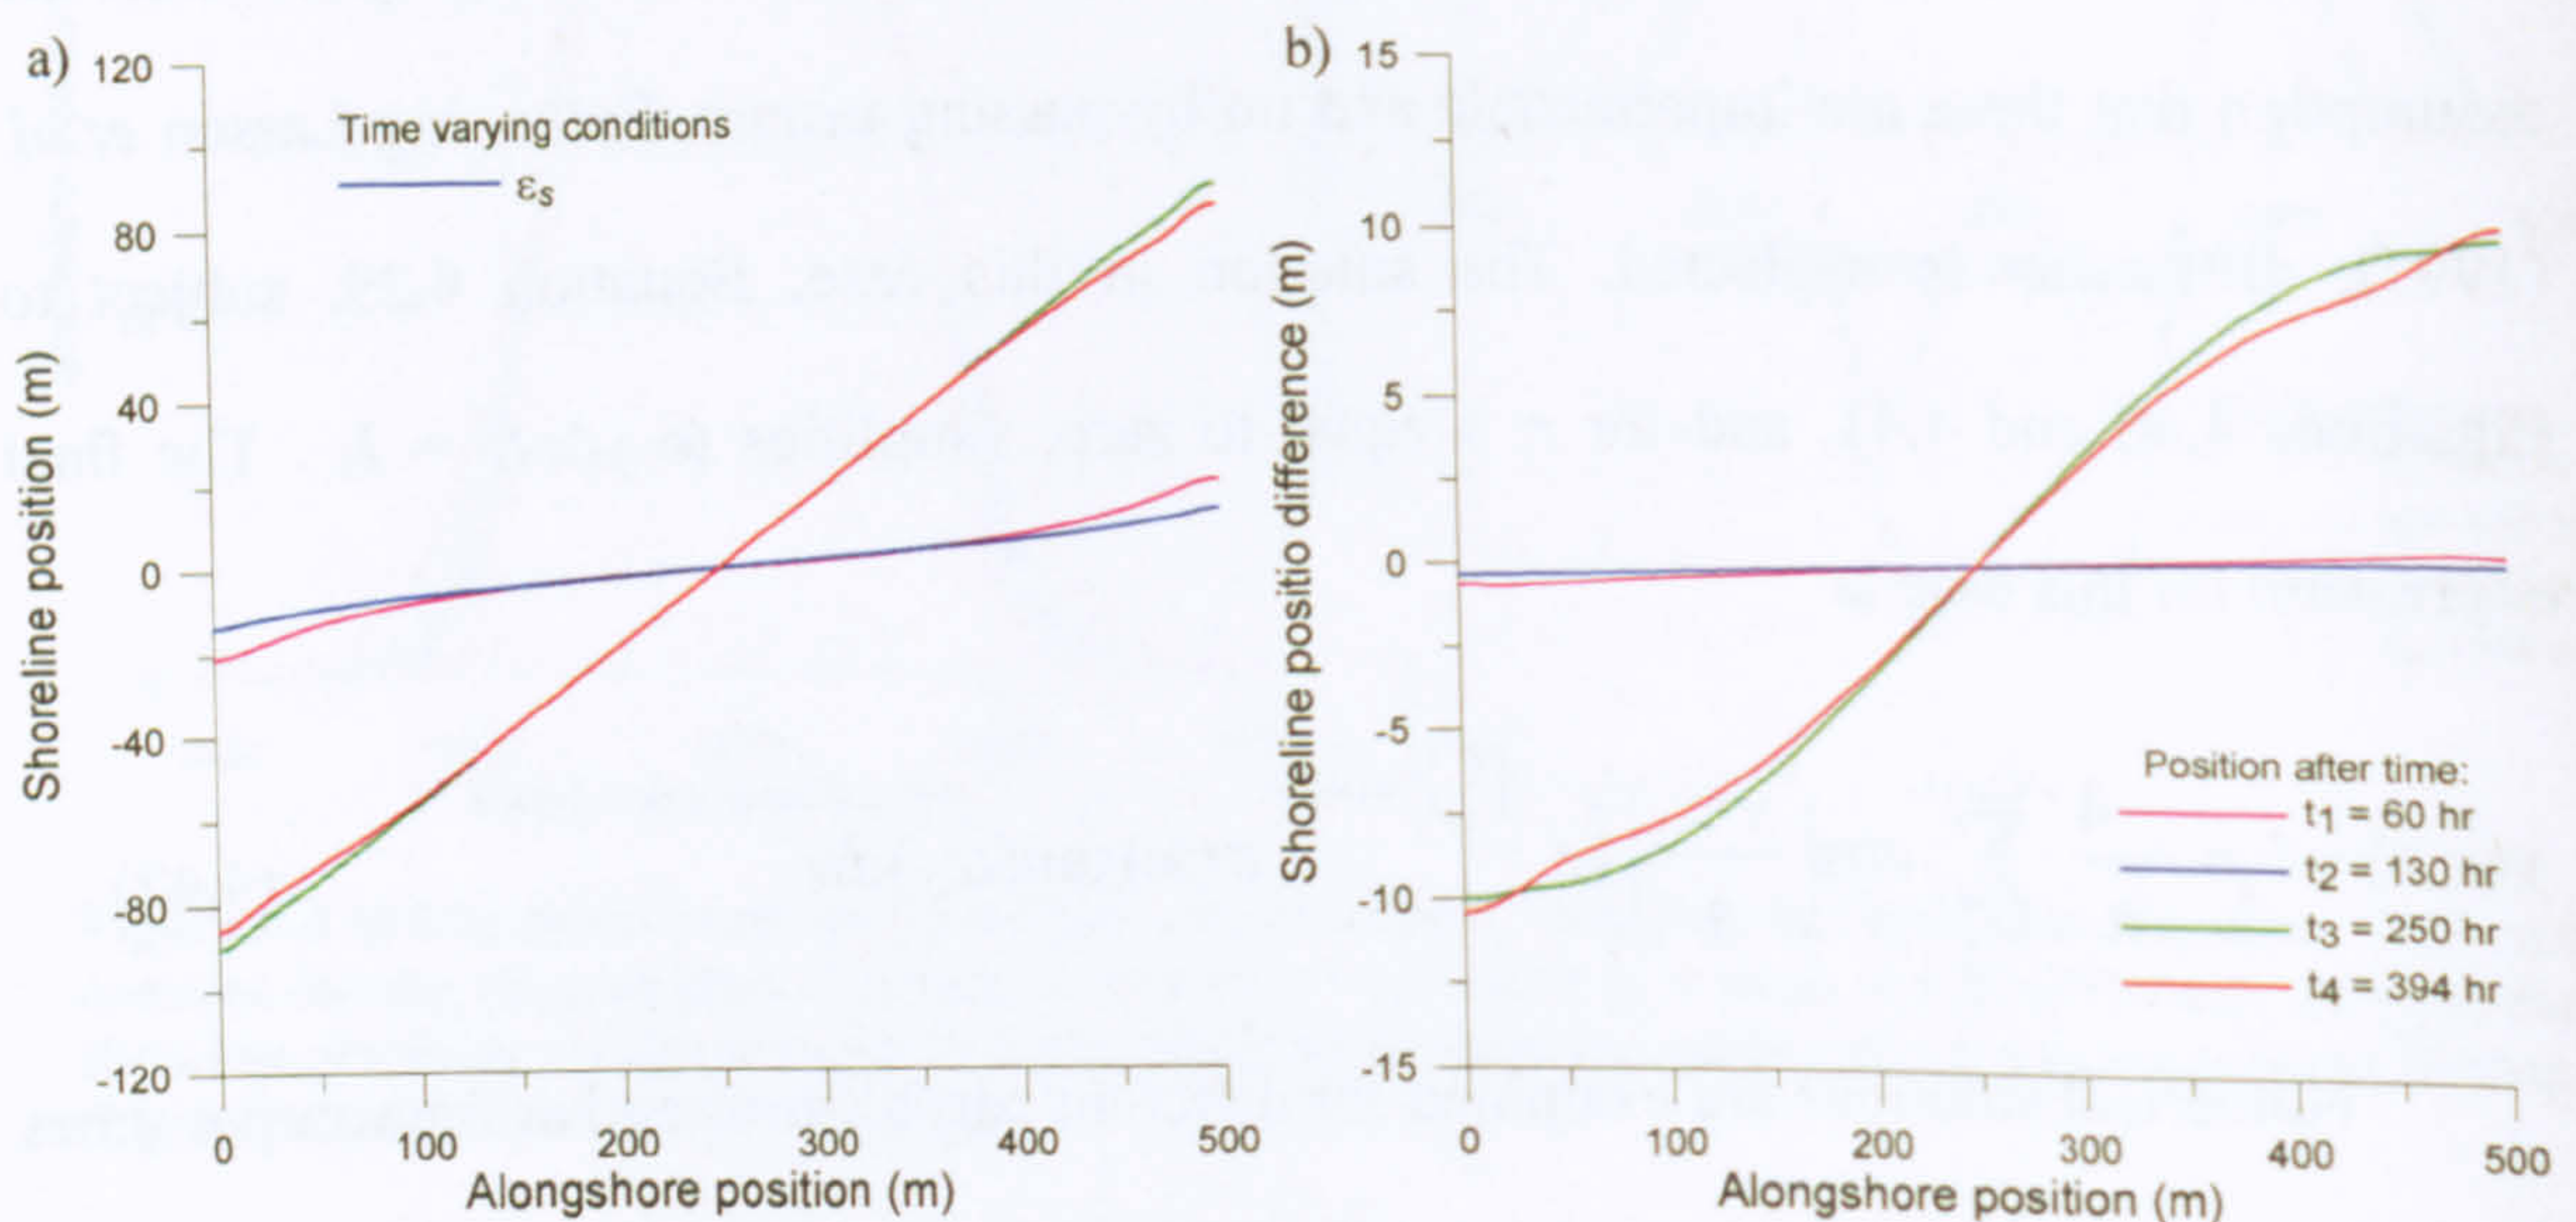 a)
120
80
40
0
-40
-80
-120
Shoreline position (m)
Time varying conditions
εs
0 100 200 300 400 500
Alongshore position (m)
b)
15
10
5
0
-5
-10
-15
Shoreline positio difference (m)
Position after time:
t1 = 60 hr
t2 = 130 hr
t3 = 250 hr
t4 = 394 hr
0 100 200 300 400 500
Alongshore position (m)